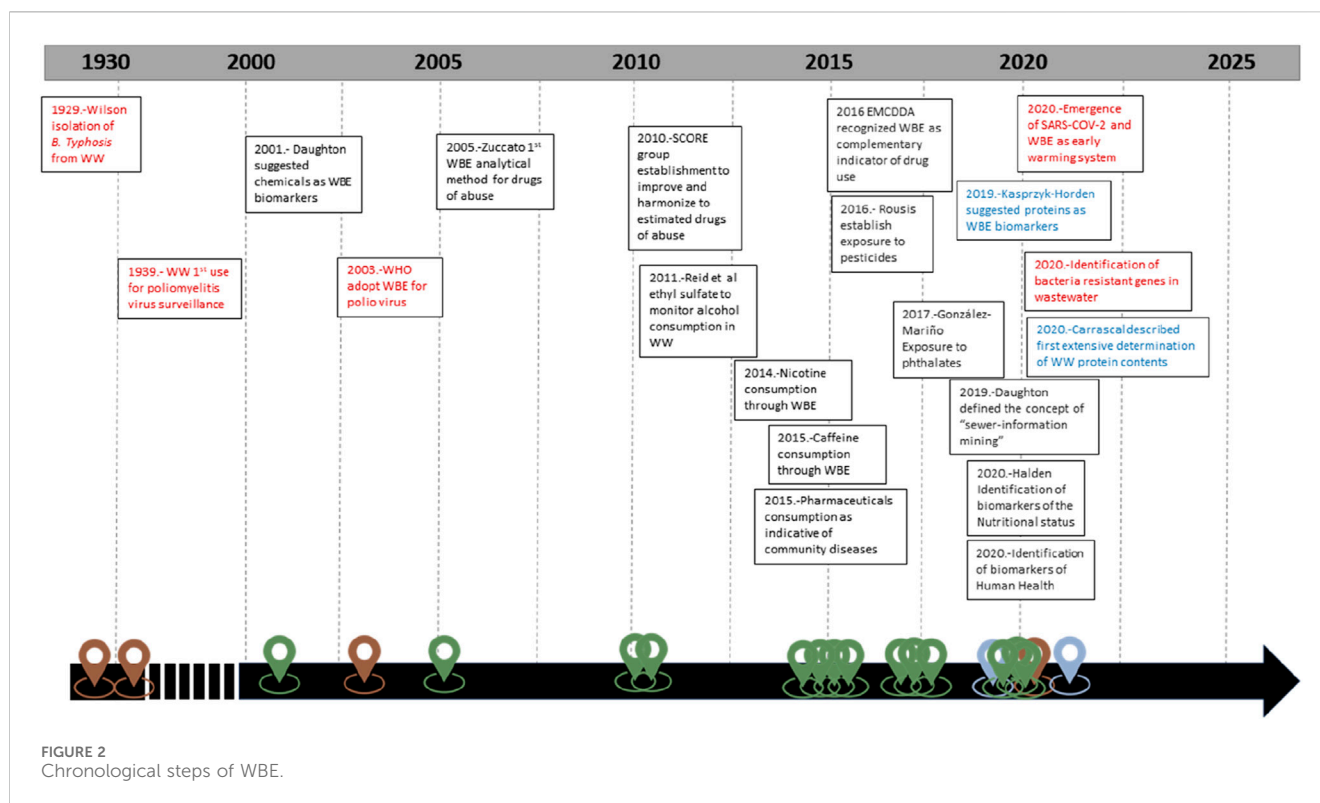 1930 2000 2005 2010 2015 2020 2025
1929.-Wilson
isolation of
B. Typhosis
from WW
1939.- WW 1st use
for poliomyelitis
virus surveillance
2001.- Daughton
suggested
chemicals as WBE
biomarkers
2003.-WHO
adopt WBE for
polio virus
2005.-Zuccato 1st
WBE analytical
method for drugs of
abuse
2010.-SCORE
group
establishment to
improve and
harmonize to
estimated drugs
of abuse
2011.-Reid et al
ethyl sulfate to
monitor alcohol
consumption in
WW
2014.-Nicotine
consumption
through WBE
2015.-Caffeine
consumption
through WBE
2015.-Pharmaceuticals
consumption as
indicative of
community diseases
2016 EMCDDA
recognized WBE as
complementary
indicator of drug
use
2016.- Rousis
establish
exposure to
pesticides
2017.-González-
Mariño
Exposure to
phthalates
2020.-Emergence
of SARS-COV-2 and
WBE as early
warming system
2019.-Kasprzyk-Horden
suggested proteins as
WBE biomarkers
2020.-Identification of
bacteria resistant genes in
wastewater
2020.-Carrascal described
first extensive determination
of WW protein contents
2019.-Daughton
defined the concept of
“sewer-information
mining”
2020.-Halden
Identification of
biomarkers of the
Nutritional status
2020.-Identification
of biomarkers of
Human Health
FIGURE 2
Chronological steps of WBE.